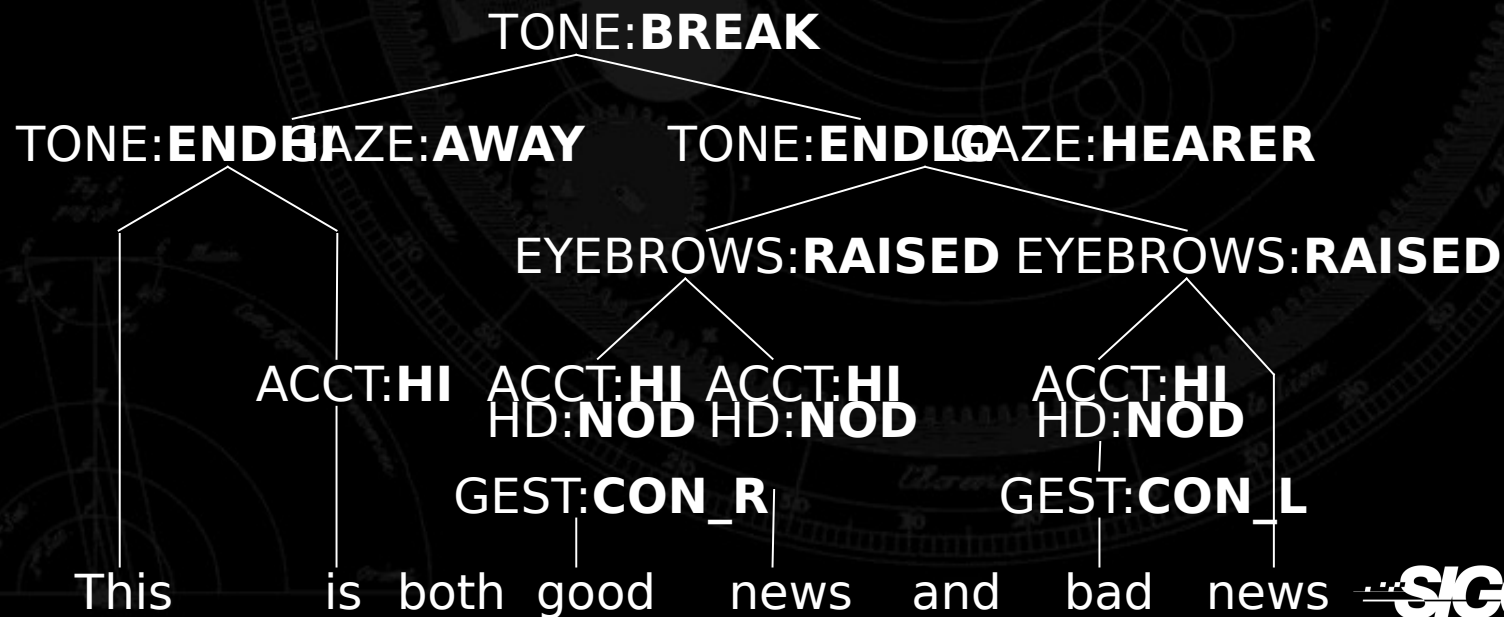 TONE:BREAK
TONE:ENDHI GAZE:AWAY TONE:ENDLO GAZE:HEARER
EYEBROWS:RAISED EYEBROWS:RAISED
ACCT:HI ACCT:HI ACCT:HI ACCT:HI
HD:NOD HD:NOD HD:NOD
GEST:CON_R GEST:CON_L
This is both good news and bad news